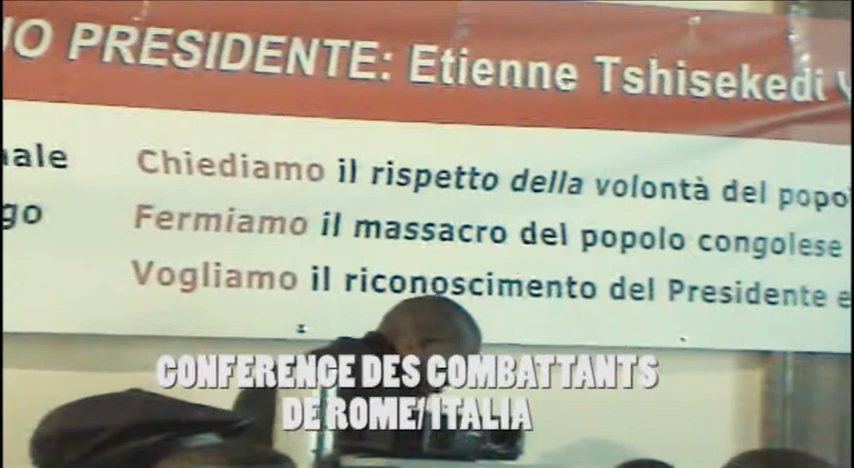 IO PRESIDENTE: Etienne Tshisekedi
Chiediamo il rispetto della volontà del popo
Fermiamo il massacro del popolo congolese
Vogliamo il riconoscimento del Presidente e
ale
go
CONFERENCE DES COMBATTANTS
DE ROME/ITALIA